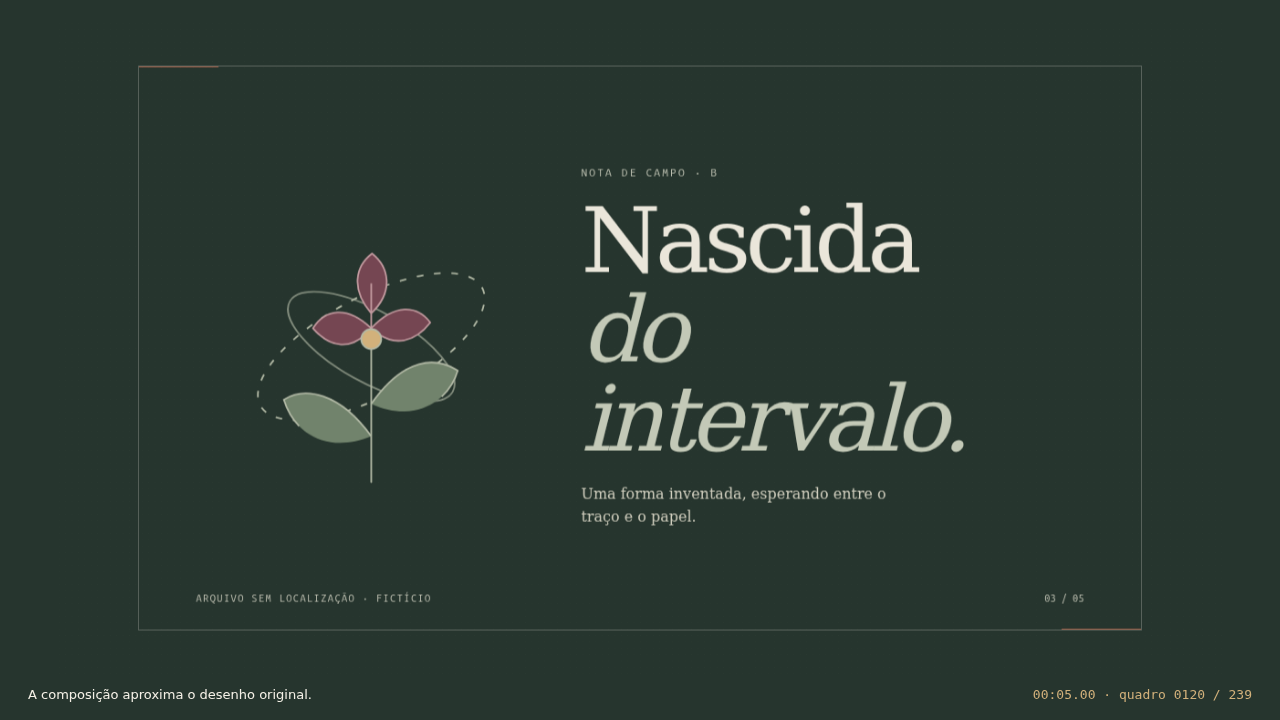 NOTA DE CAMPO · B
Nascida
do
intervalo.
Uma forma inventada, esperando entre o
traço e o papel.
ARQUIVO SEM LOCALIZAÇÃO · FICTÍCIO
03 / 05
A composição aproxima o desenho original.
00:05.00 · quadro 0120 / 239